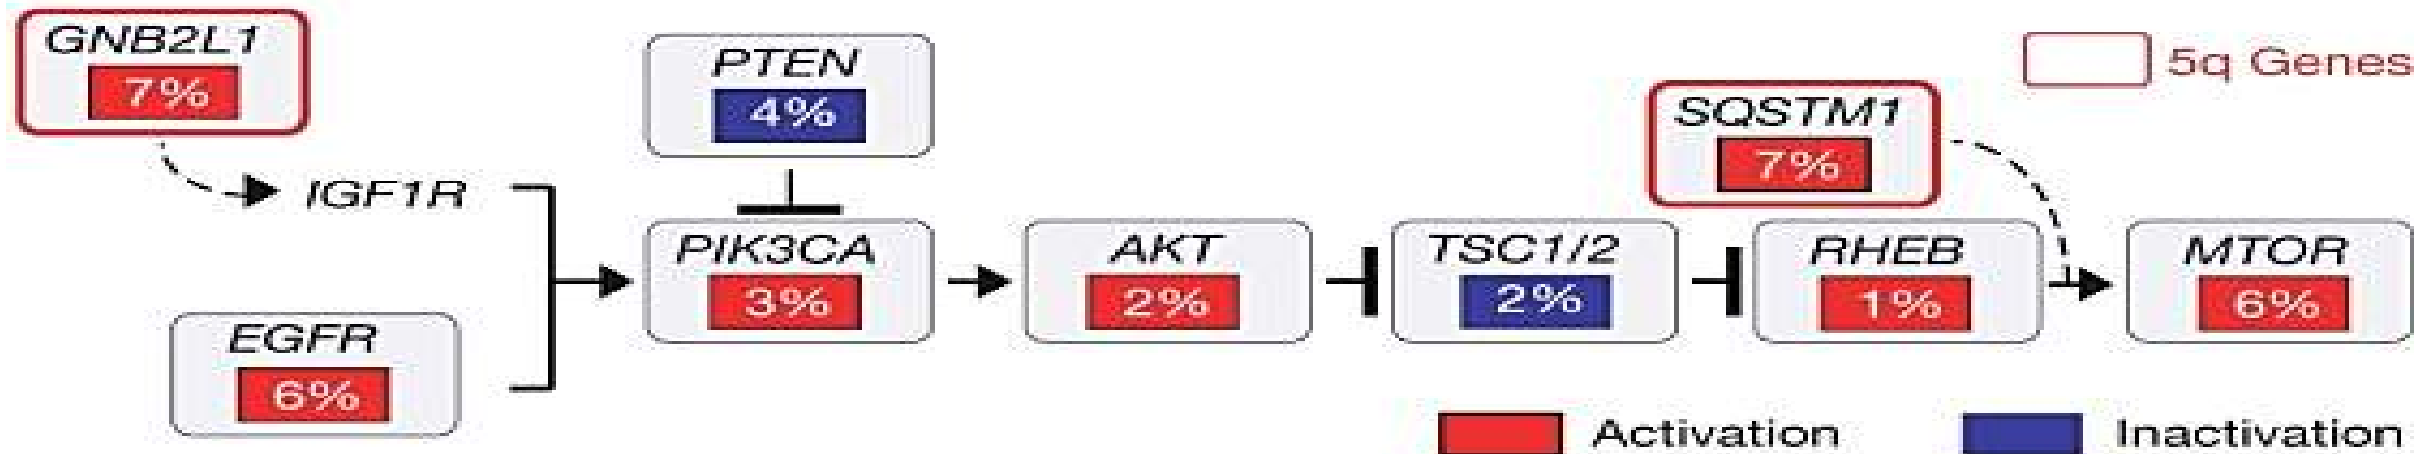 GNB2L1
7%
PTEN
4%
5q Genes
SQSTM1
7%
IGF1R
PIK3CA
3%
AKT
2%
TSC1/2
2%
RHEB
1%
MTOR
6%
EGFR
6%
Activation
Inactivation